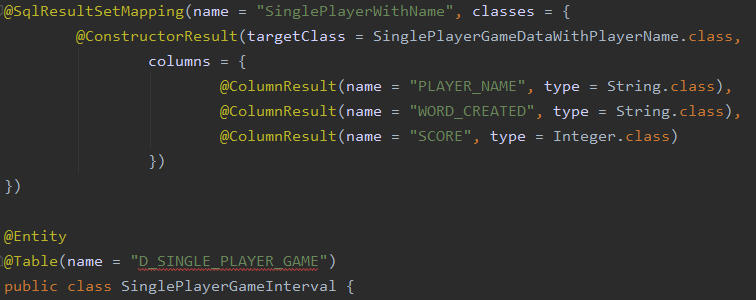 @SqlResultSetMapping(name = "SinglePlayerWithName", classes = {
@ConstructorResult(targetClass = SinglePlayerGameDataWithPlayerName.class,
columns = {
@ColumnResult(name = "PLAYER_NAME", type = String.class),
@ColumnResult(name = "WORD_CREATED", type = String.class),
@ColumnResult(name = "SCORE", type = Integer.class)
})
})
@Entity
@Table(name = "D_SINGLE_PLAYER_GAME")
public class SinglePlayerGameInterval {